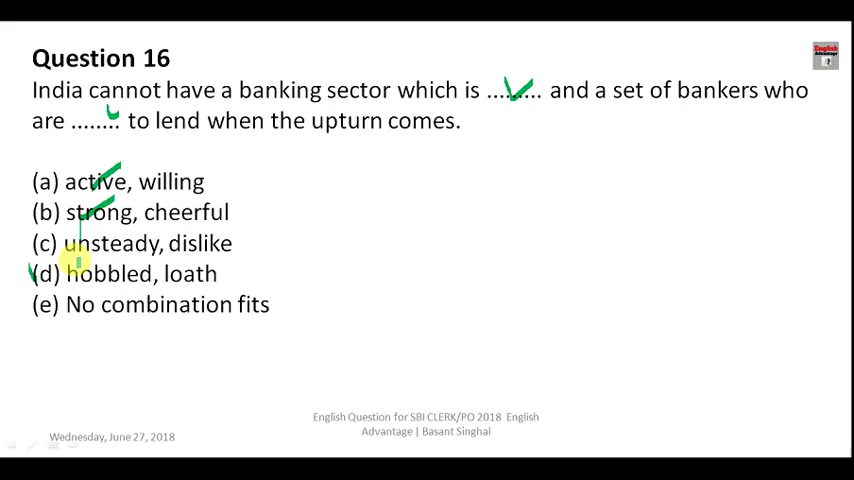 Question 16
English
Advantage
India cannot have a banking sector which is ......... and a set of bankers who
are ........ to lend when the upturn comes.
(a) active, willing
(b) strong, cheerful
(c) unsteady, dislike
(d) hobbled, loath
(e) No combination fits
English Question for SBI CLERK/PO 2018 English
Advantage | Basant Singhal
Wednesday, June 27, 2018